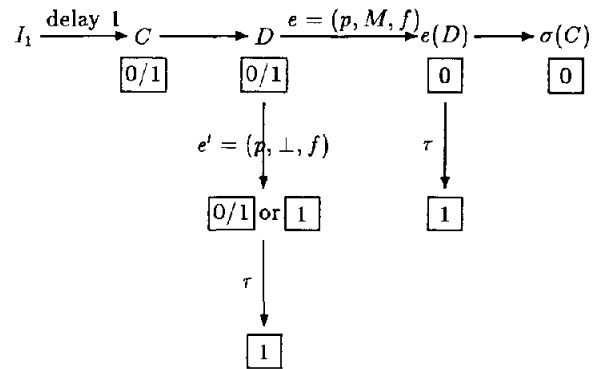 delay 1 e = (p, M, f)
I₁ C D e(D) σ(C)
0/1 0/1 0 0
e′ = (p, ⊥, f) τ
0/1 or 1 1
τ
1